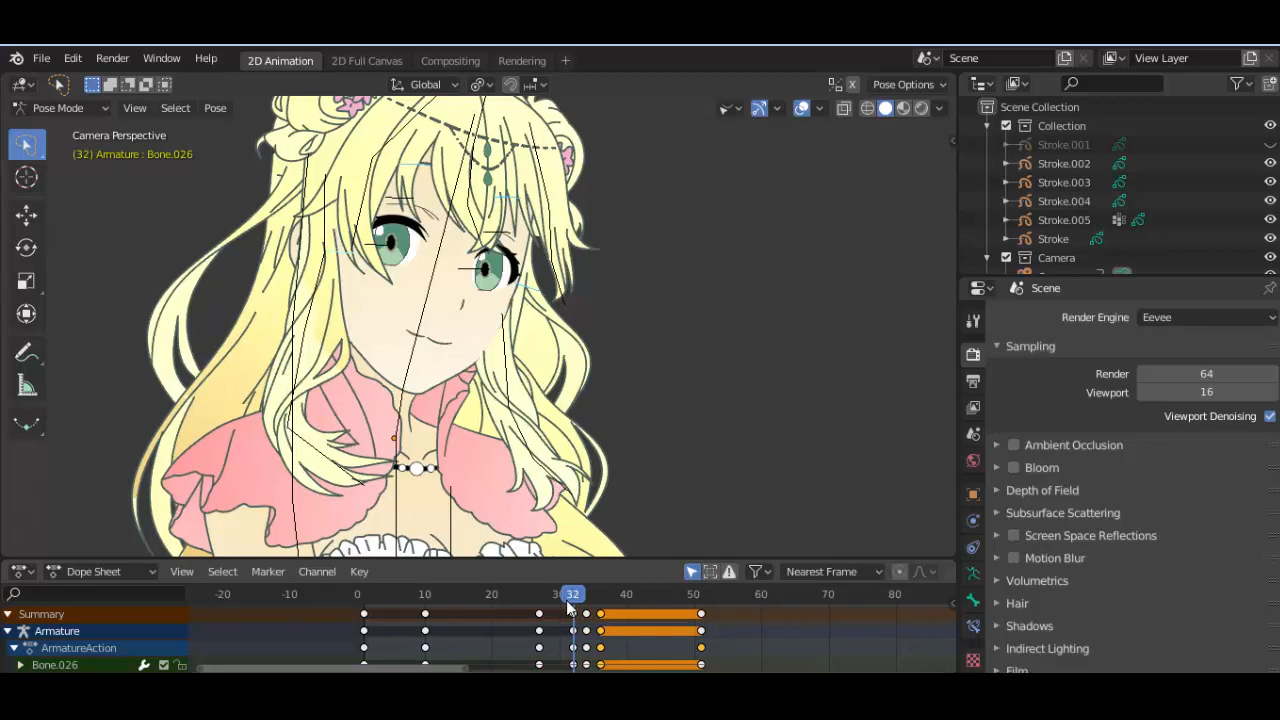 File Edit Render Window Help 2D Animation 2D Full Canvas Compositing Rendering + Scene View Layer
Global X Pose Options
Pose Mode View Select Pose
Camera Perspective
(32) Armature : Bone.026
Scene Collection
Collection
Stroke.001
Stroke.002
Stroke.003
Stroke.004
Stroke.005
Stroke
Camera
Scene
Render Engine Eevee
Sampling
Render 64
Viewport 16
Viewport Denoising
Ambient Occlusion
Bloom
Depth of Field
Subsurface Scattering
Screen Space Reflections
Motion Blur
Volumetrics
Hair
Shadows
Indirect Lighting
Film
Dope Sheet View Select Marker Channel Key Nearest Frame
-20 -10 1 10 20 32 40 50 60 70 80
Summary
Armature
ArmatureAction
Bone.026